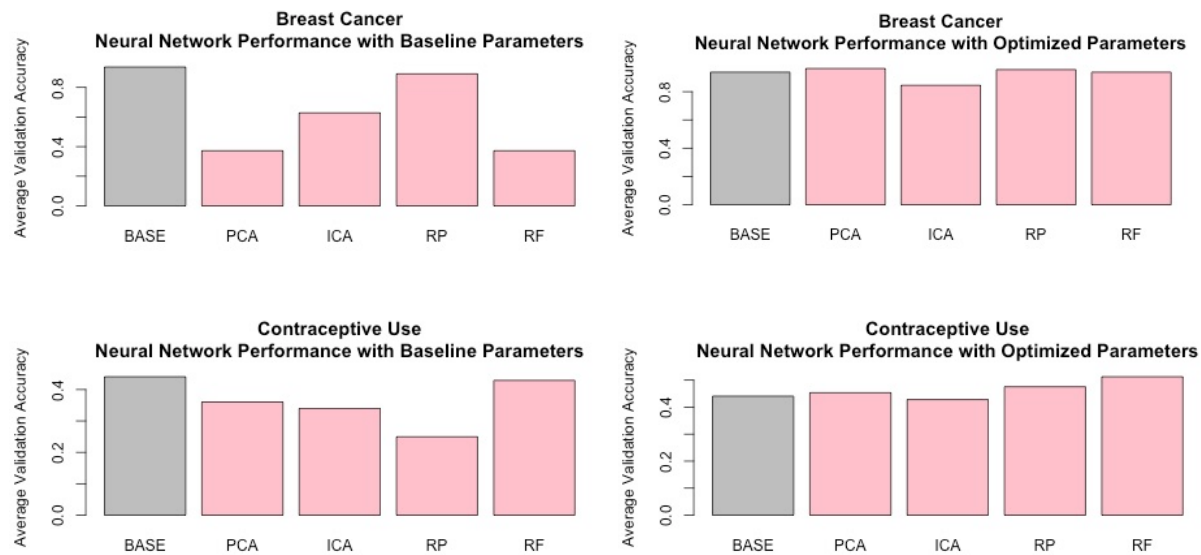 Breast Cancer
Neural Network Performance with Baseline Parameters
Average Validation Accuracy
0.8
0.4
0.0
BASE PCA ICA RP RF
Breast Cancer
Neural Network Performance with Optimized Parameters
Average Validation Accuracy
0.8
0.4
0.0
BASE PCA ICA RP RF
Contraceptive Use
Neural Network Performance with Baseline Parameters
Average Validation Accuracy
0.4
0.2
0.0
BASE PCA ICA RP RF
Contraceptive Use
Neural Network Performance with Optimized Parameters
Average Validation Accuracy
0.4
0.2
0.0
BASE PCA ICA RP RF